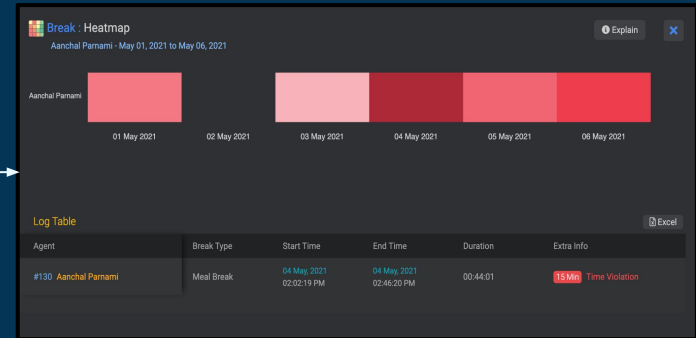 Break : Heatmap
Explain
Aanchal Parnami - May 01, 2021 to May 06, 2021
Aanchal Parnami
01 May 2021 02 May 2021 03 May 2021 04 May 2021 05 May 2021 06 May 2021
Log Table
Excel
Agent Break Type Start Time End Time Duration Extra Info
#130 Aanchal Parnami Meal Break 04 May, 2021 04 May, 2021 00:44:01 15 Min Time Violation
02:02:19 PM 02:46:20 PM